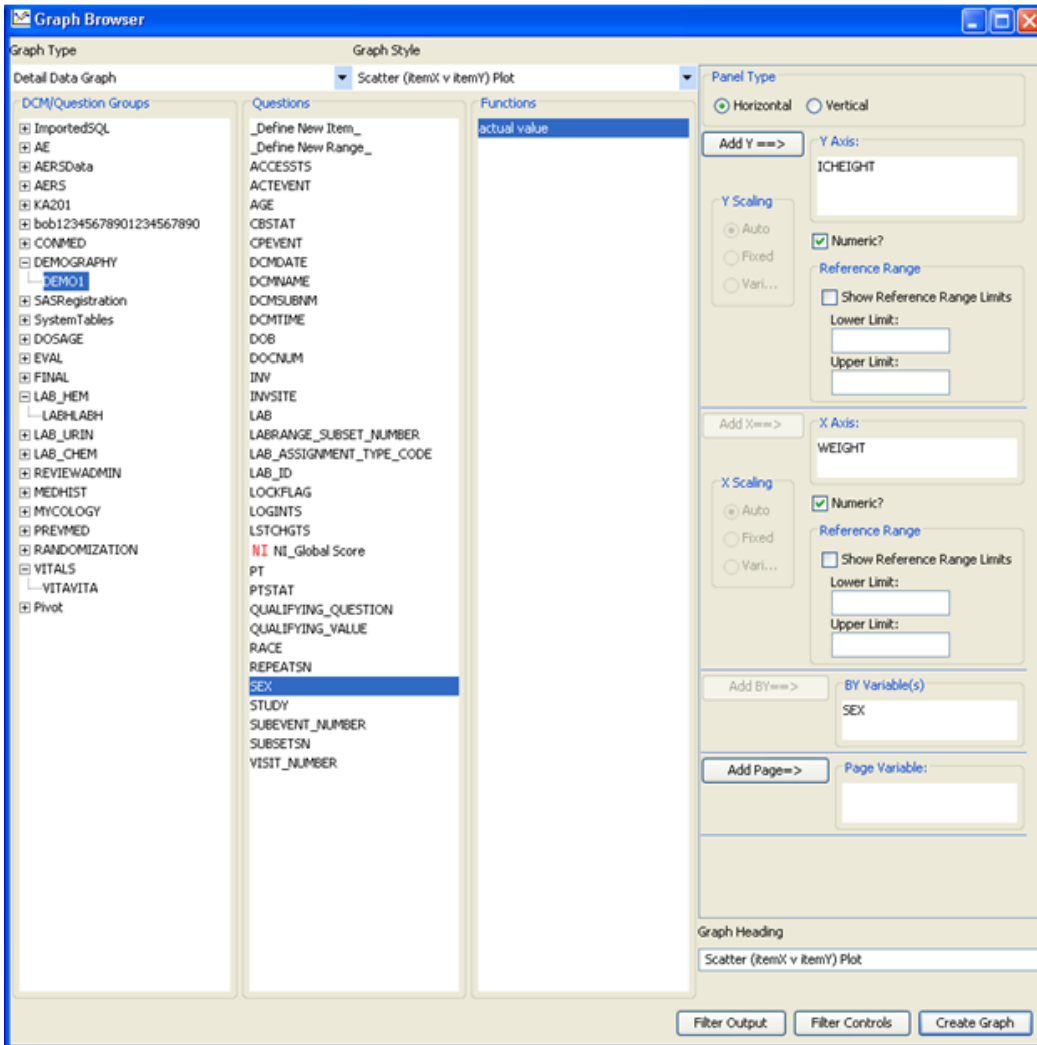 Graph Browser
Graph Type
Graph Style
Detail Data Graph
Scatter (itemX v itemY) Plot
DCM/Question Groups
ImportedSQL
AE
AERSData
AERS
KA201
bob12345678901234567890
CONMED
DEMOGRAPHY
DEMO1
SASRegistration
SystemTables
DOSAGE
EVAL
FINAL
LAB_HEM
LABHLABH
LAB_URIN
LAB_CHEM
REVIEWADMIN
MEDHIST
MYCOLOGY
PREVMED
RANDOMIZATION
VITALS
VITAVITA
Pivot
Questions
_Define New Item_
_Define New Range_
ACCESSTS
ACTEVENT
AGE
CBSTAT
CPEVENT
DCMDATE
DCMNAME
DCMSUBNM
DCMTIME
DOB
DOCNUM
INV
INVSITE
LAB
LABRANGE_SUBSET_NUMBER
LAB_ASSIGNMENT_TYPE_CODE
LAB_ID
LOCKFLAG
LOGINTS
LSTCHGTS
NI NI_Global Score
PT
PTSTAT
QUALIFYING_QUESTION
QUALIFYING_VALUE
RACE
REPEATSN
SEX
STUDY
SUBEVENT_NUMBER
SUBSETSN
VISIT_NUMBER
Functions
actual value
Panel Type
Horizontal Vertical
Add Y ==>
Y Axis:
ICHEIGHT
Y Scaling
Auto
Fixed
Vari...
Numeric?
Reference Range
Show Reference Range Limits
Lower Limit:
Upper Limit:
Add X==>
X Axis:
WEIGHT
X Scaling
Auto
Fixed
Vari...
Numeric?
Reference Range
Show Reference Range Limits
Lower Limit:
Upper Limit:
Add BY==>
BY Variable(s)
SEX
Add Page=>
Page Variable:
Graph Heading
Scatter (itemX v itemY) Plot
Filter Output
Filter Controls
Create Graph